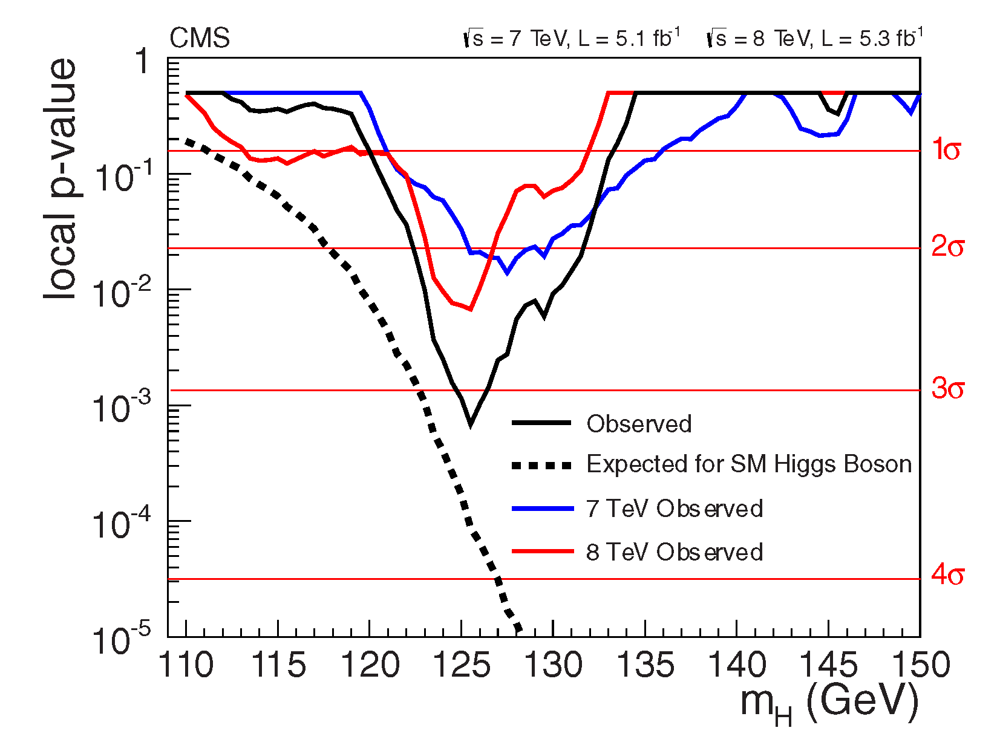 CMS √s = 7 TeV, L = 5.1 fb⁻¹ √s = 8 TeV, L = 5.3 fb⁻¹
local p-value
1
10⁻¹
10⁻²
10⁻³
10⁻⁴
10⁻⁵
1σ
2σ
3σ
4σ
Observed
Expected for SM Higgs Boson
7 TeV Observed
8 TeV Observed
110 115 120 125 130 135 140 145 150
m_H (GeV)